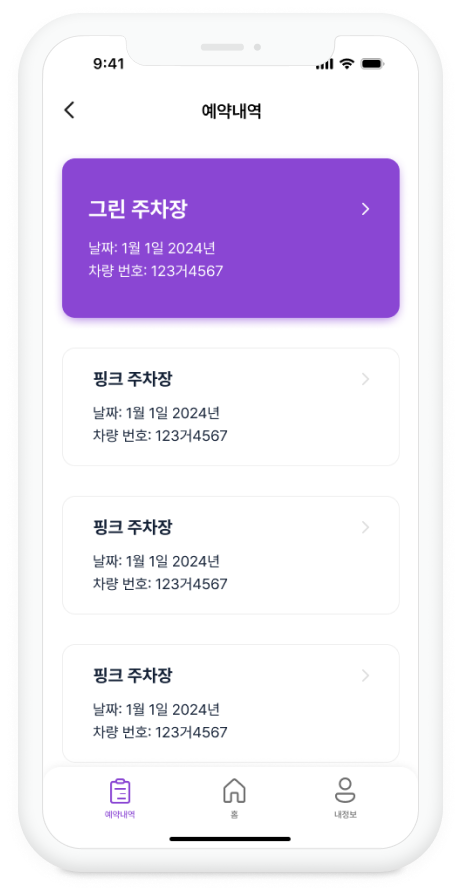 9:41
예약내역
그린 주차장
날짜: 1월 1일 2024년
차량 번호: 123거4567
핑크 주차장
날짜: 1월 1일 2024년
차량 번호: 123거4567
핑크 주차장
날짜: 1월 1일 2024년
차량 번호: 123거4567
핑크 주차장
날짜: 1월 1일 2024년
차량 번호: 123거4567
예약내역 홈 내정보